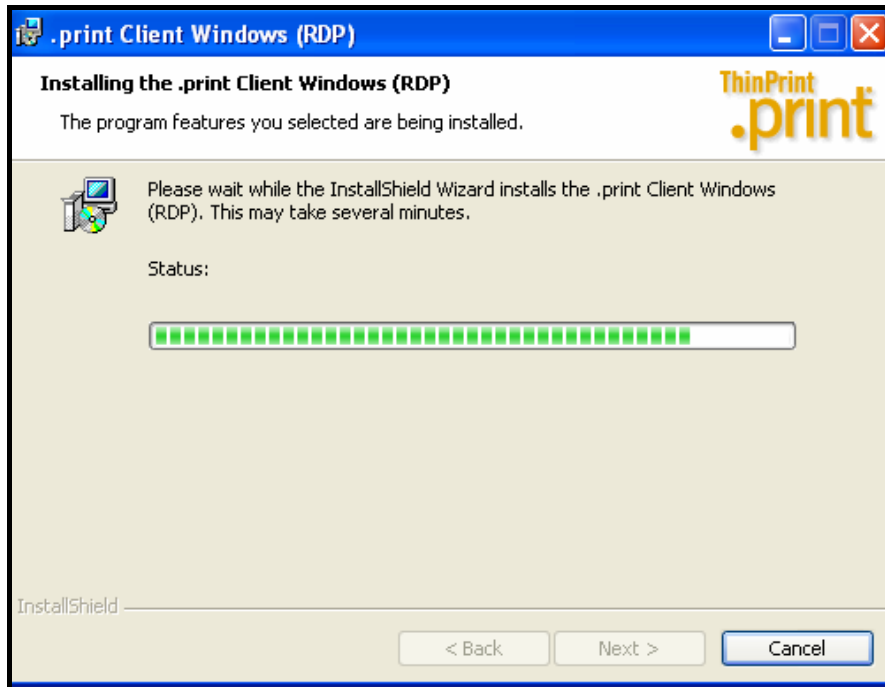 .print Client Windows (RDP)
Installing the .print Client Windows (RDP)
The program features you selected are being installed.
ThinPrint
.print
Please wait while the InstallShield Wizard installs the .print Client Windows
(RDP). This may take several minutes.
Status:
InstallShield
< Back
Next >
Cancel